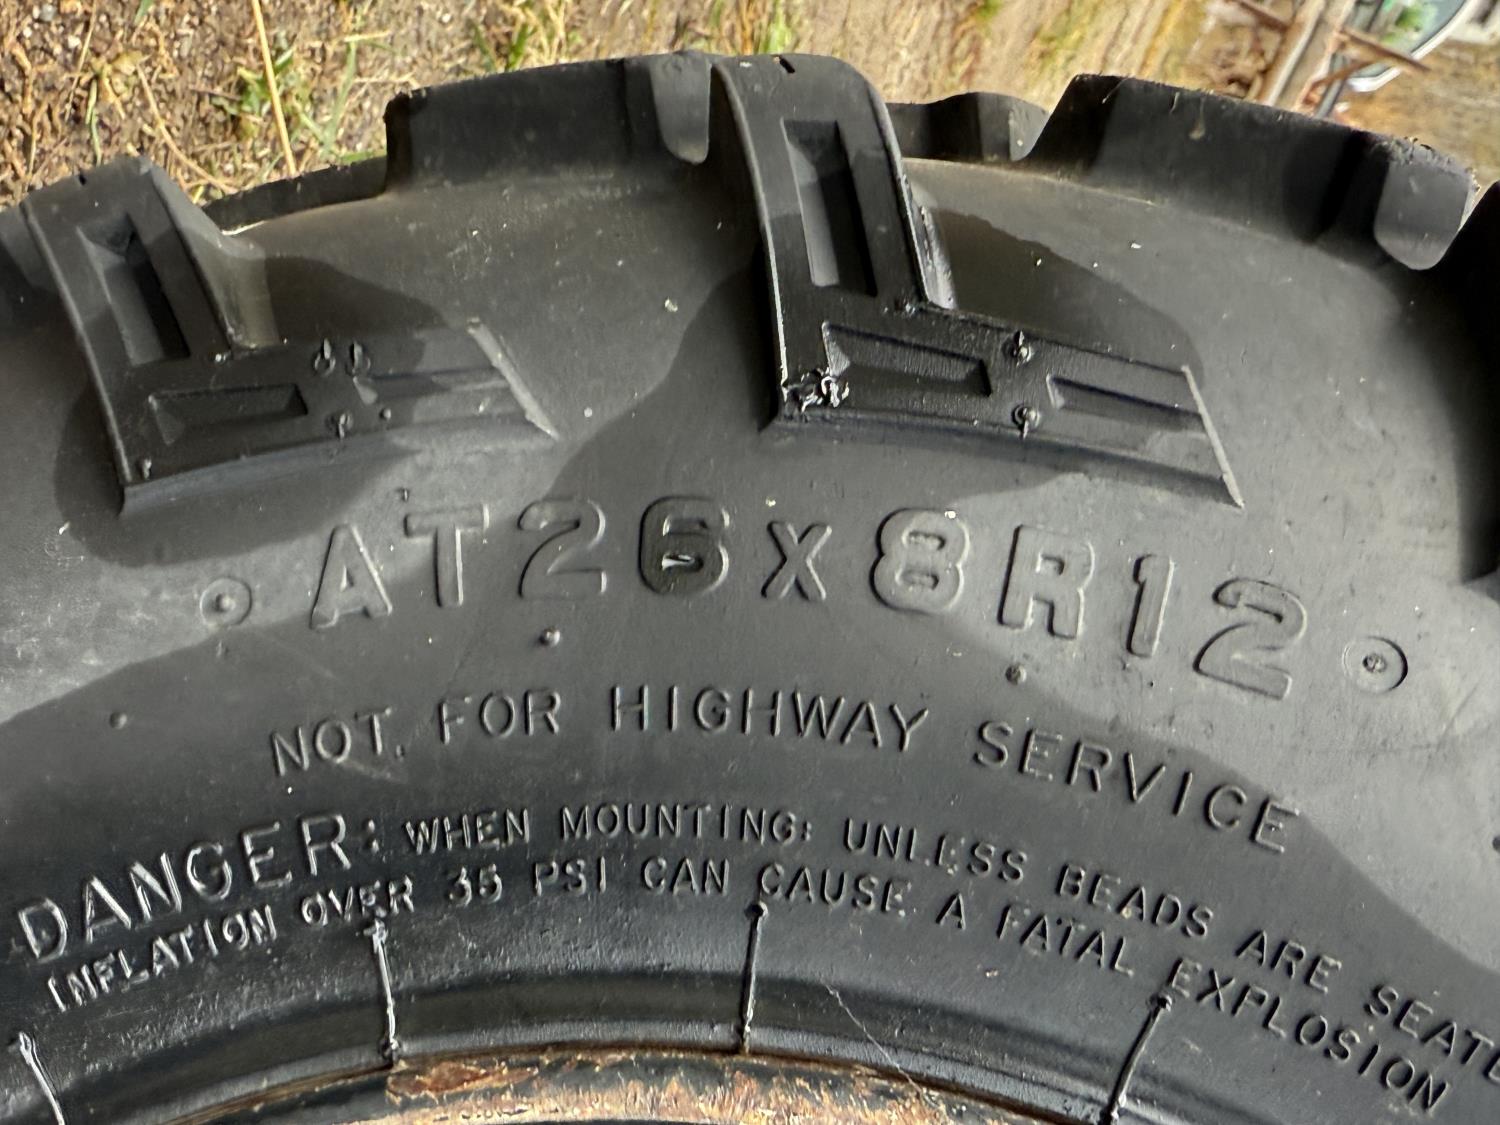 AT26X8R12
NOT FOR HIGHWAY SERVICE
DANGER: WHEN MOUNTING: UNLESS BEADS ARE
INFLATION OVER 35 PSI CAN CAUSE A FATAL EXPLOSION